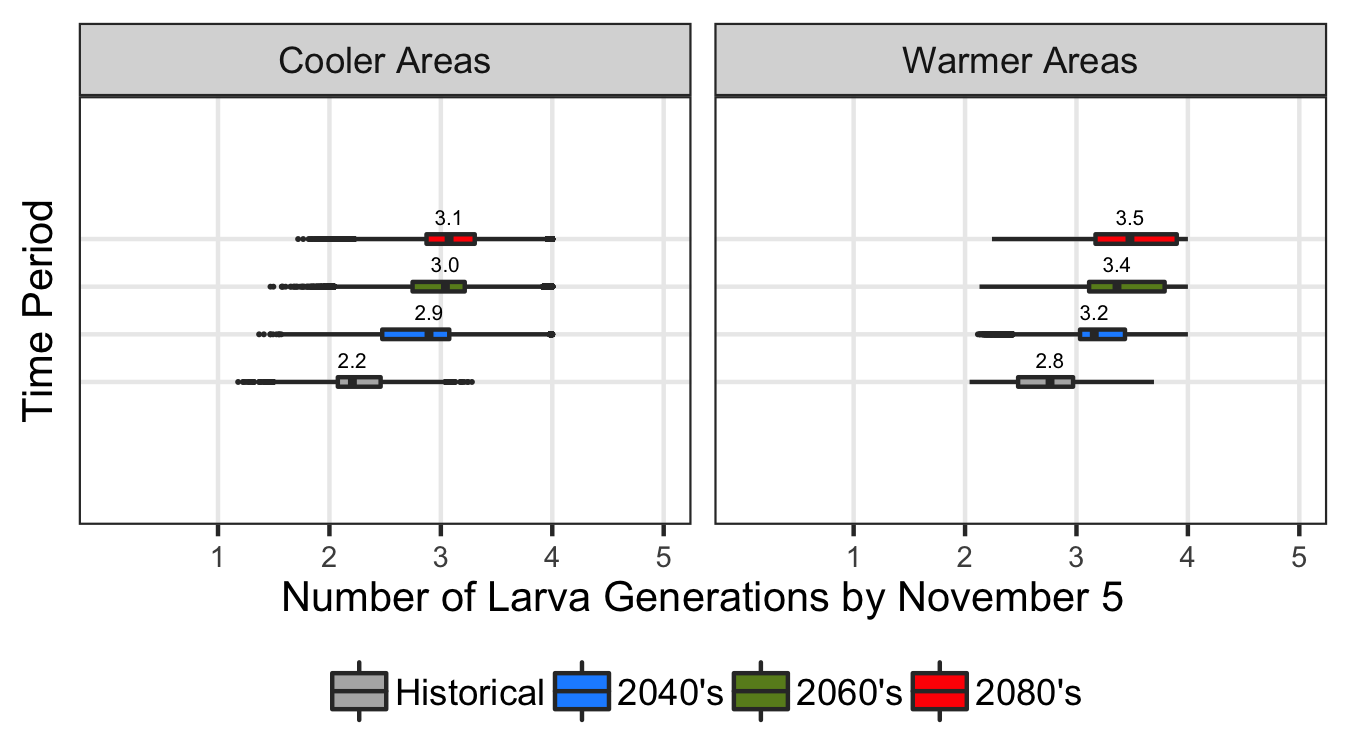 Cooler Areas
Warmer Areas
Time Period
3.1
3.0
2.9
2.2
3.5
3.4
3.2
2.8
1 2 3 4 5
1 2 3 4 5
Number of Larva Generations by November 5
Historical 2040's 2060's 2080's